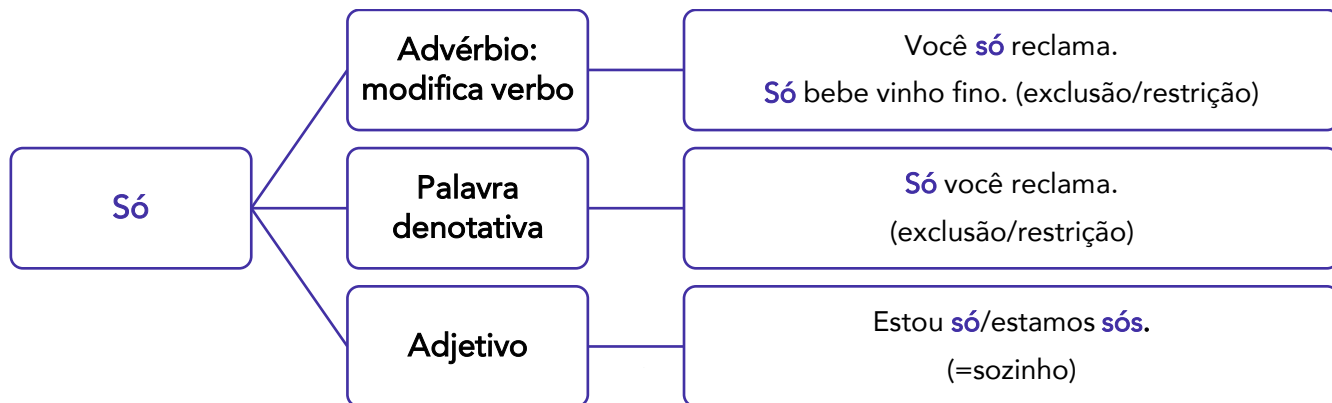 Só
Advérbio:
modifica verbo
Você só reclama.
Só bebe vinho fino. (exclusão/restrição)
Palavra
denotativa
Só você reclama.
(exclusão/restrição)
Adjetivo
Estou só/estamos sós.
(=sozinho)